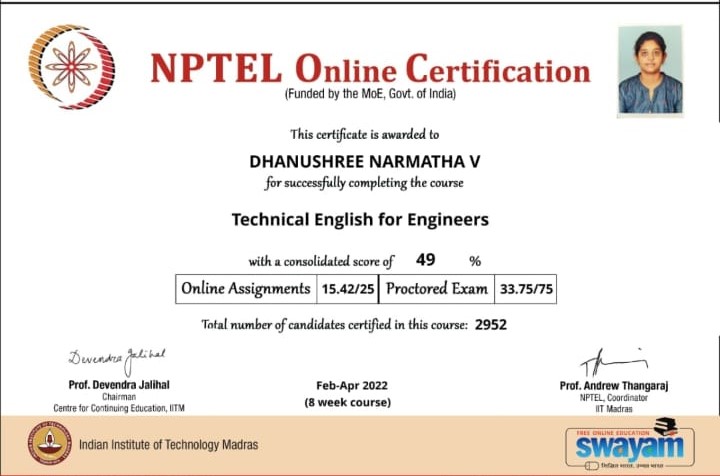 NPTEL Online Certification
(Funded by the MoE, Govt. of India)
This certificate is awarded to
DHANUSHREE NARMATHA V
for successfully completing the course
Technical English for Engineers
with a consolidated score of 49 %
Online Assignments 15.42/25 Proctored Exam 33.75/75
Total number of candidates certified in this course: 2952
Devendra Jalihal
Prof. Devendra Jalihal
Chairman
Centre for Continuing Education, IITM
Feb-Apr 2022
(8 week course)
Prof. Andrew Thangaraj
NPTEL, Coordinator
IIT Madras
Indian Institute of Technology Madras
FREE ONLINE EDUCATION
swayam
शिक्षित भारत, उन्नत भारत